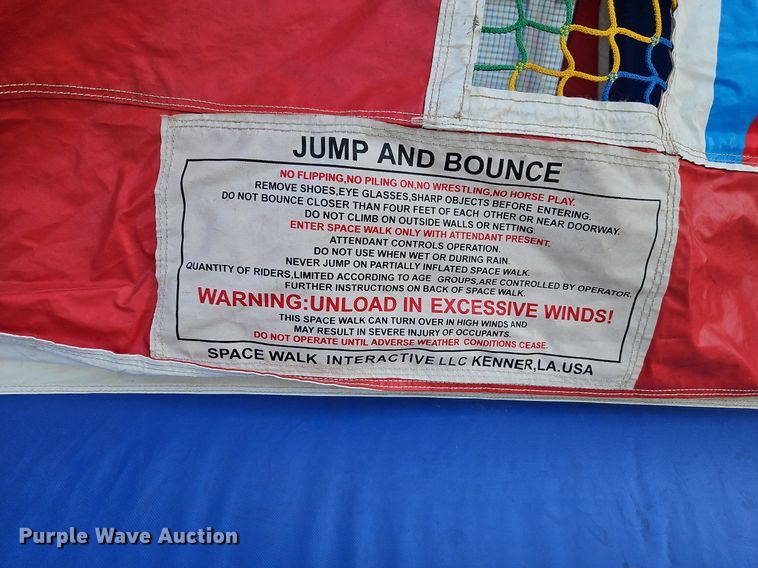 JUMP AND BOUNCE
NO FLIPPING,NO PILING ON,NO WRESTLING,NO HORSE PLAY.
REMOVE SHOES,EYE GLASSES,SHARP OBJECTS BEFORE ENTERING.
DO NOT BOUNCE CLOSER THAN FOUR FEET OF EACH OTHER OR NEAR DOORWAY.
DO NOT CLIMB ON OUTSIDE WALLS OR NETTING.
ENTER SPACE WALK ONLY WITH ATTENDANT PRESENT.
ATTENDANT CONTROLS OPERATION.
DO NOT USE WHEN WET OR DURING RAIN.
NEVER JUMP ON PARTIALLY INFLATED SPACE WALK.
QUANTITY OF RIDERS,LIMITED ACCORDING TO AGE GROUPS,ARE CONTROLLED BY OPERATOR.
FURTHER INSTRUCTIONS ON BACK OF SPACE WALK.
WARNING:UNLOAD IN EXCESSIVE WINDS!
THIS SPACE WALK CAN TURN OVER IN HIGH WINDS AND
MAY RESULT IN SEVERE INJURY OF OCCUPANTS.
DO NOT OPERATE UNTIL ADVERSE WEATHER CONDITIONS CEASE.
SPACE WALK INTERACTIVE LLC KENNER,LA.USA
Purple Wave Auction